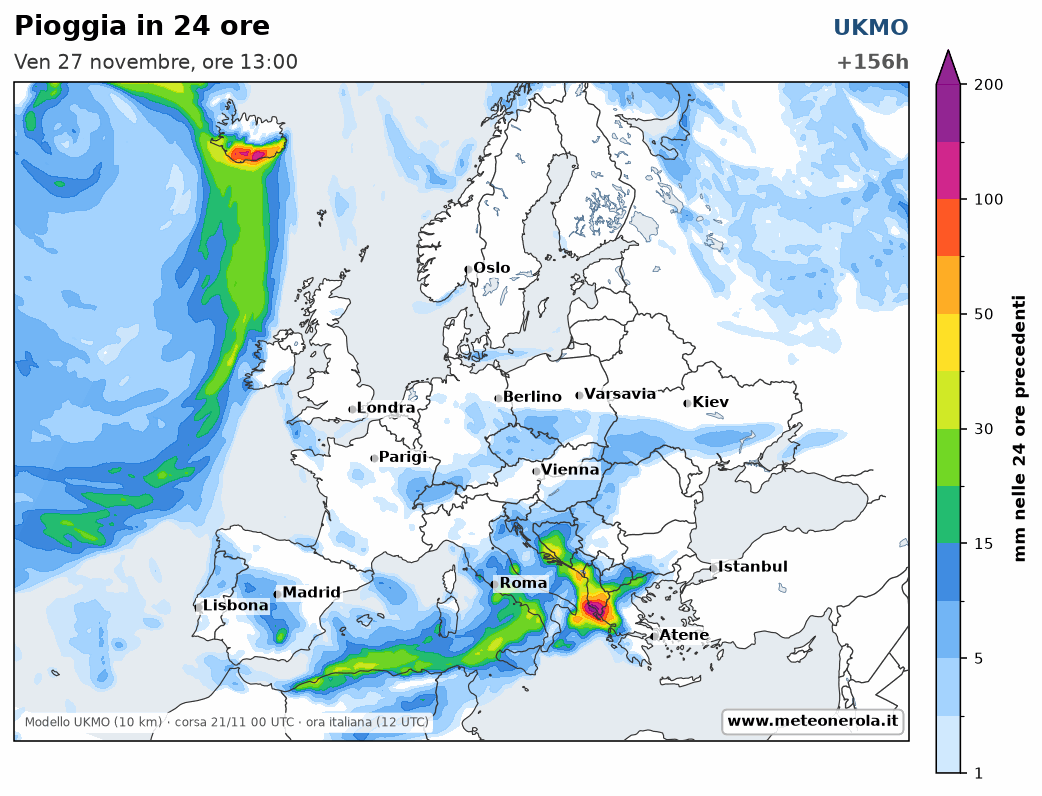 Pioggia in 24 ore
UKMO
Ven 27 novembre, ore 13:00
+156h
200
100
50
30
15
5
1
mm nelle 24 ore precedenti
Oslo
Berlino
Varsavia
Kiev
Londra
Parigi
Vienna
Istanbul
Roma
Madrid
Lisbona
Atene
Modello UKMO (10 km) · corsa 21/11 00 UTC · ora italiana (12 UTC)
www.meteonerola.it